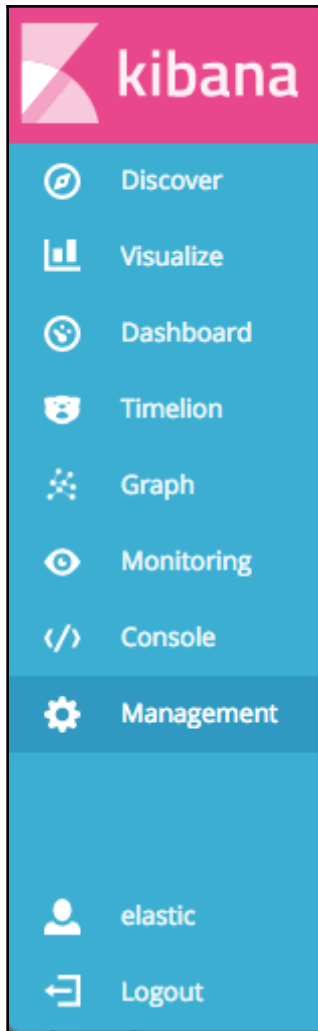 kibana
Discover
Visualize
Dashboard
Timelion
Graph
Monitoring
Console
Management
elastic
Logout